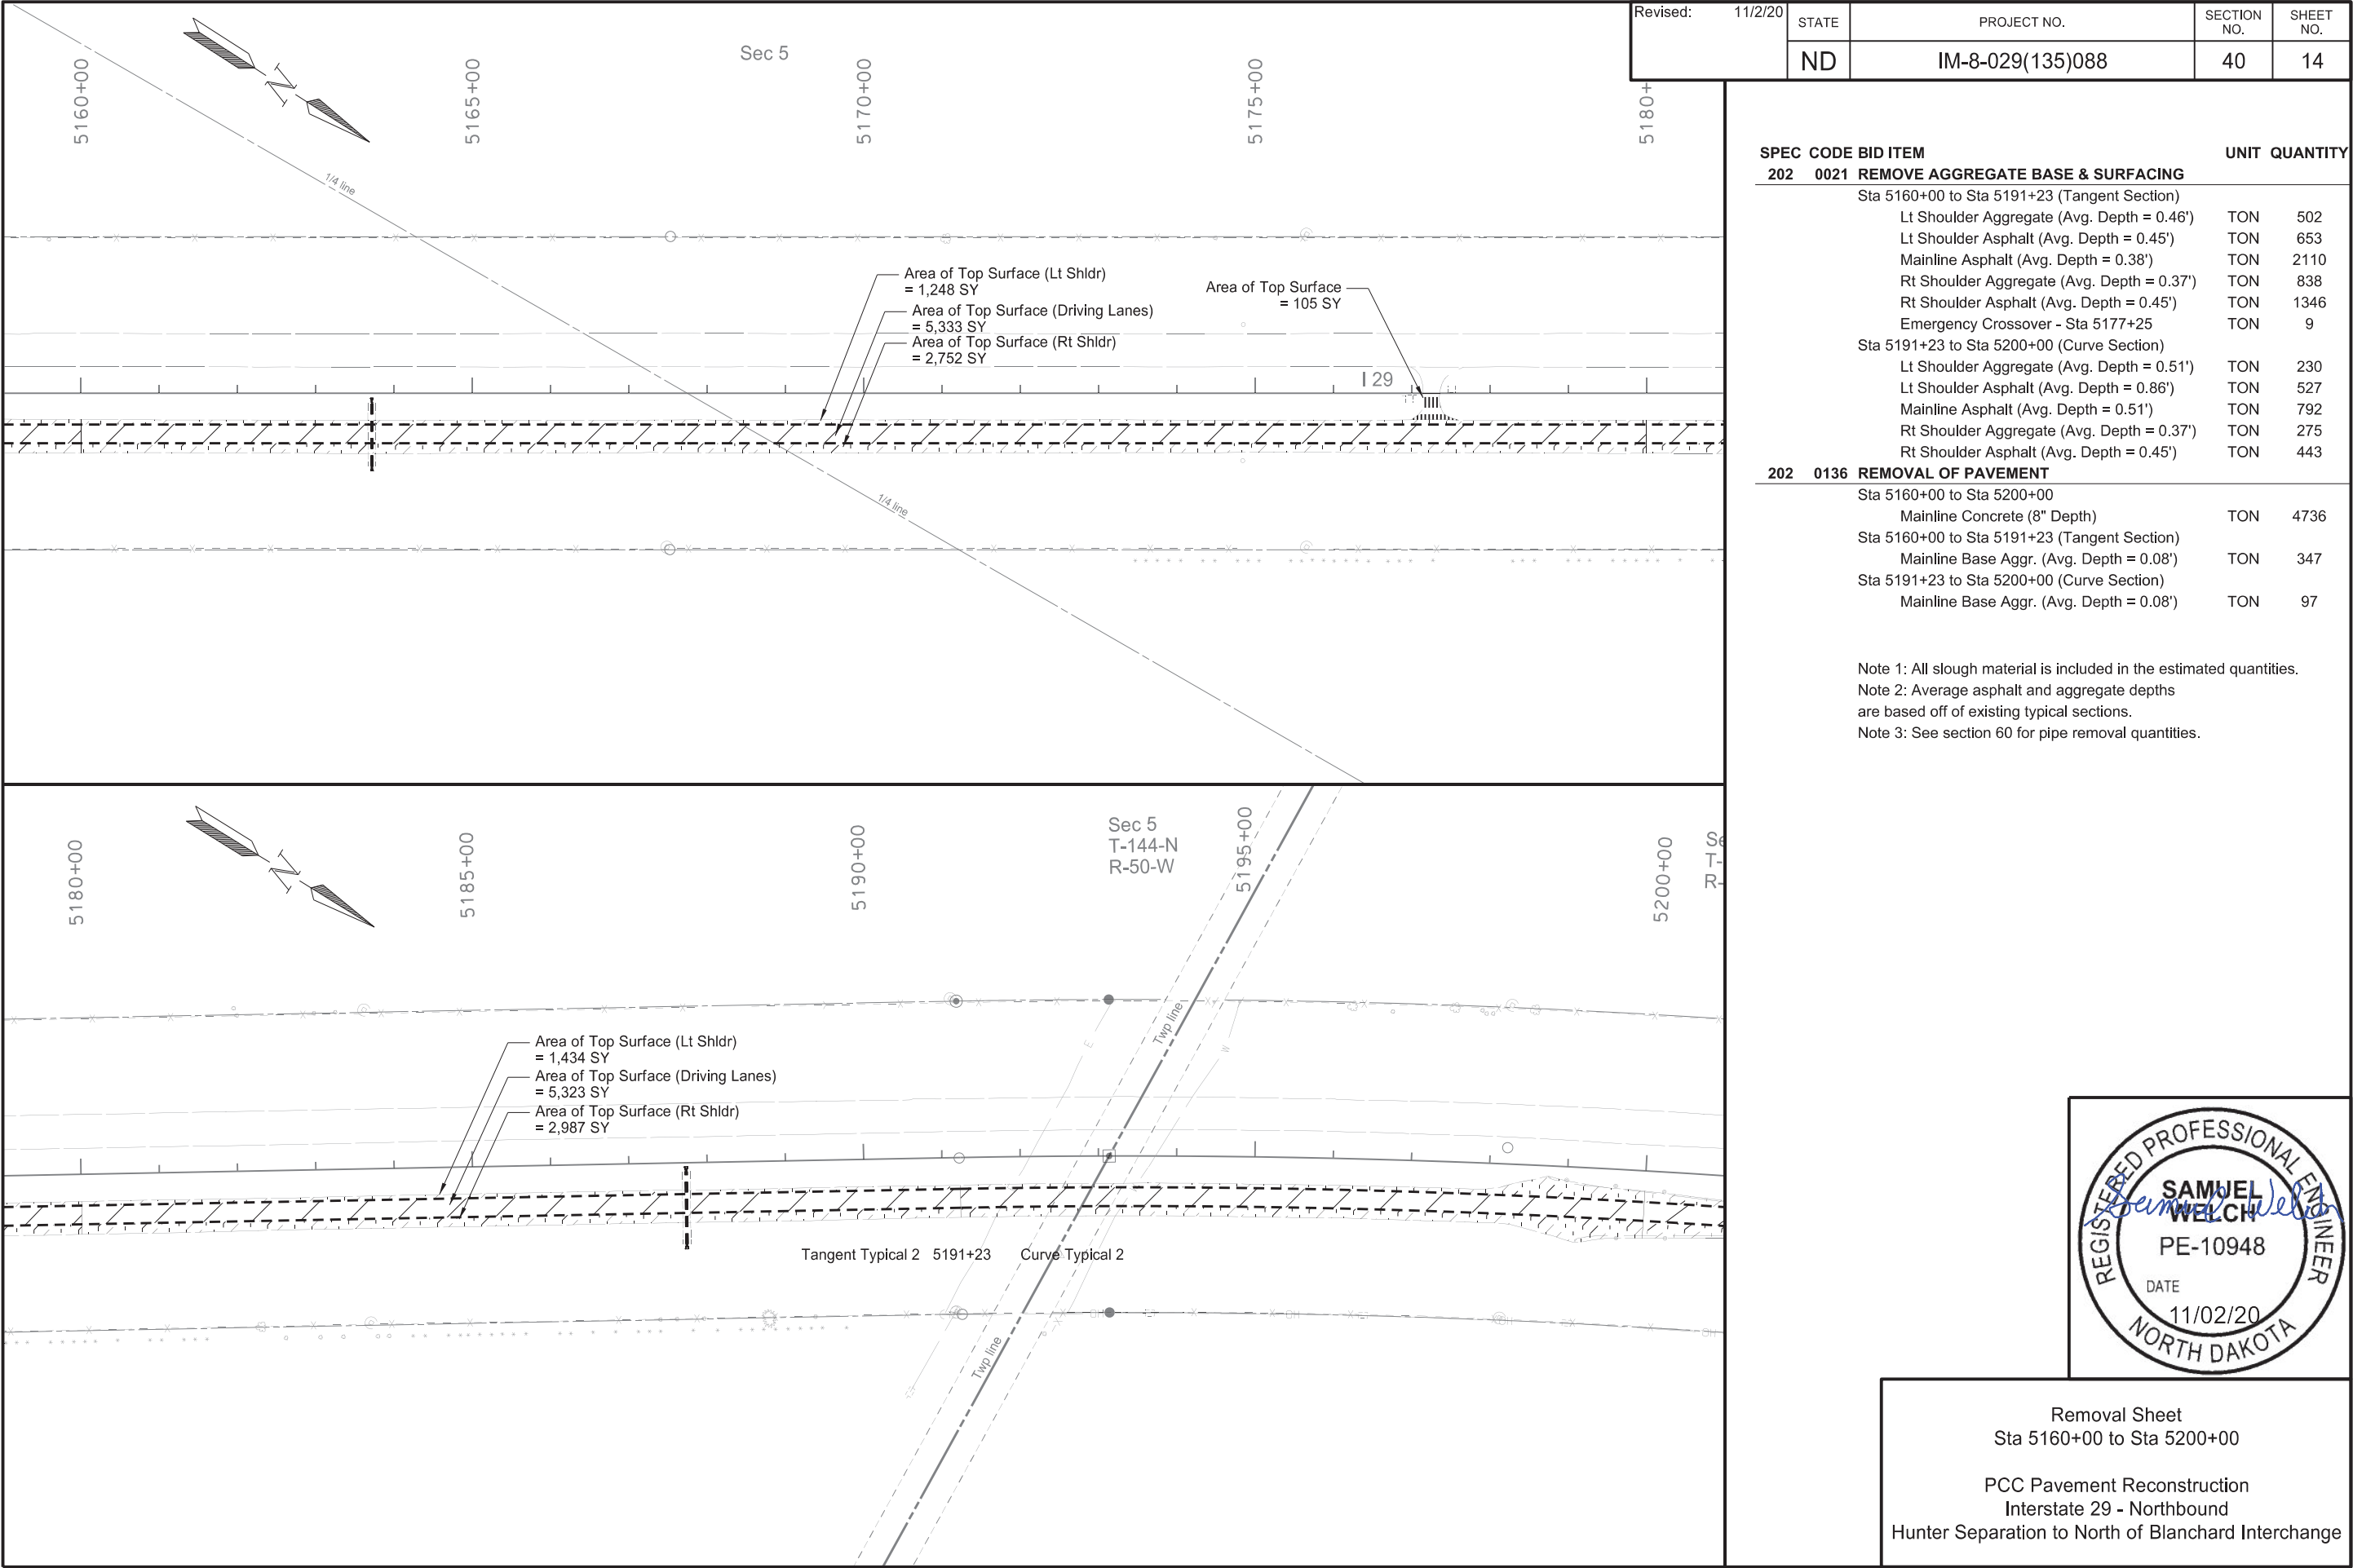 Revised: 11/2/20
STATE PROJECT NO. SECTION NO. SHEET NO.
ND IM-8-029(135)088 40 14
5160+00
5165+00
Sec 5
5170+00
5175+00
5180+
N
1/4 line
Area of Top Surface (Lt Shldr)
= 1,248 SY
Area of Top Surface (Driving Lanes)
= 5,333 SY
Area of Top Surface (Rt Shldr)
= 2,752 SY
Area of Top Surface
= 105 SY
I 29
1/4 line
SPEC CODE BID ITEM UNIT QUANTITY
202 0021 REMOVE AGGREGATE BASE & SURFACING
Sta 5160+00 to Sta 5191+23 (Tangent Section)
Lt Shoulder Aggregate (Avg. Depth = 0.46') TON 502
Lt Shoulder Asphalt (Avg. Depth = 0.45') TON 653
Mainline Asphalt (Avg. Depth = 0.38') TON 2110
Rt Shoulder Aggregate (Avg. Depth = 0.37') TON 838
Rt Shoulder Asphalt (Avg. Depth = 0.45') TON 1346
Emergency Crossover - Sta 5177+25 TON 9
Sta 5191+23 to Sta 5200+00 (Curve Section)
Lt Shoulder Aggregate (Avg. Depth = 0.51') TON 230
Lt Shoulder Asphalt (Avg. Depth = 0.86') TON 527
Mainline Asphalt (Avg. Depth = 0.51') TON 792
Rt Shoulder Aggregate (Avg. Depth = 0.37') TON 275
Rt Shoulder Asphalt (Avg. Depth = 0.45') TON 443
202 0136 REMOVAL OF PAVEMENT
Sta 5160+00 to Sta 5200+00
Mainline Concrete (8" Depth) TON 4736
Sta 5160+00 to Sta 5191+23 (Tangent Section)
Mainline Base Aggr. (Avg. Depth = 0.08') TON 347
Sta 5191+23 to Sta 5200+00 (Curve Section)
Mainline Base Aggr. (Avg. Depth = 0.08') TON 97
Note 1: All slough material is included in the estimated quantities.
Note 2: Average asphalt and aggregate depths
are based off of existing typical sections.
Note 3: See section 60 for pipe removal quantities.
5180+00
N
5185+00
5190+00
Sec 5
T-144-N
R-50-W
5195+00
5200+00
Se
T-
R-
Twp line
Area of Top Surface (Lt Shldr)
= 1,434 SY
Area of Top Surface (Driving Lanes)
= 5,323 SY
Area of Top Surface (Rt Shldr)
= 2,987 SY
Tangent Typical 2 5191+23 Curve Typical 2
Twp line
REGISTERED PROFESSIONAL ENGINEER
SAMUEL
WELCH
Samuel Welch
PE-10948
DATE
11/02/20
NORTH DAKOTA
Removal Sheet
Sta 5160+00 to Sta 5200+00
PCC Pavement Reconstruction
Interstate 29 - Northbound
Hunter Separation to North of Blanchard Interchange